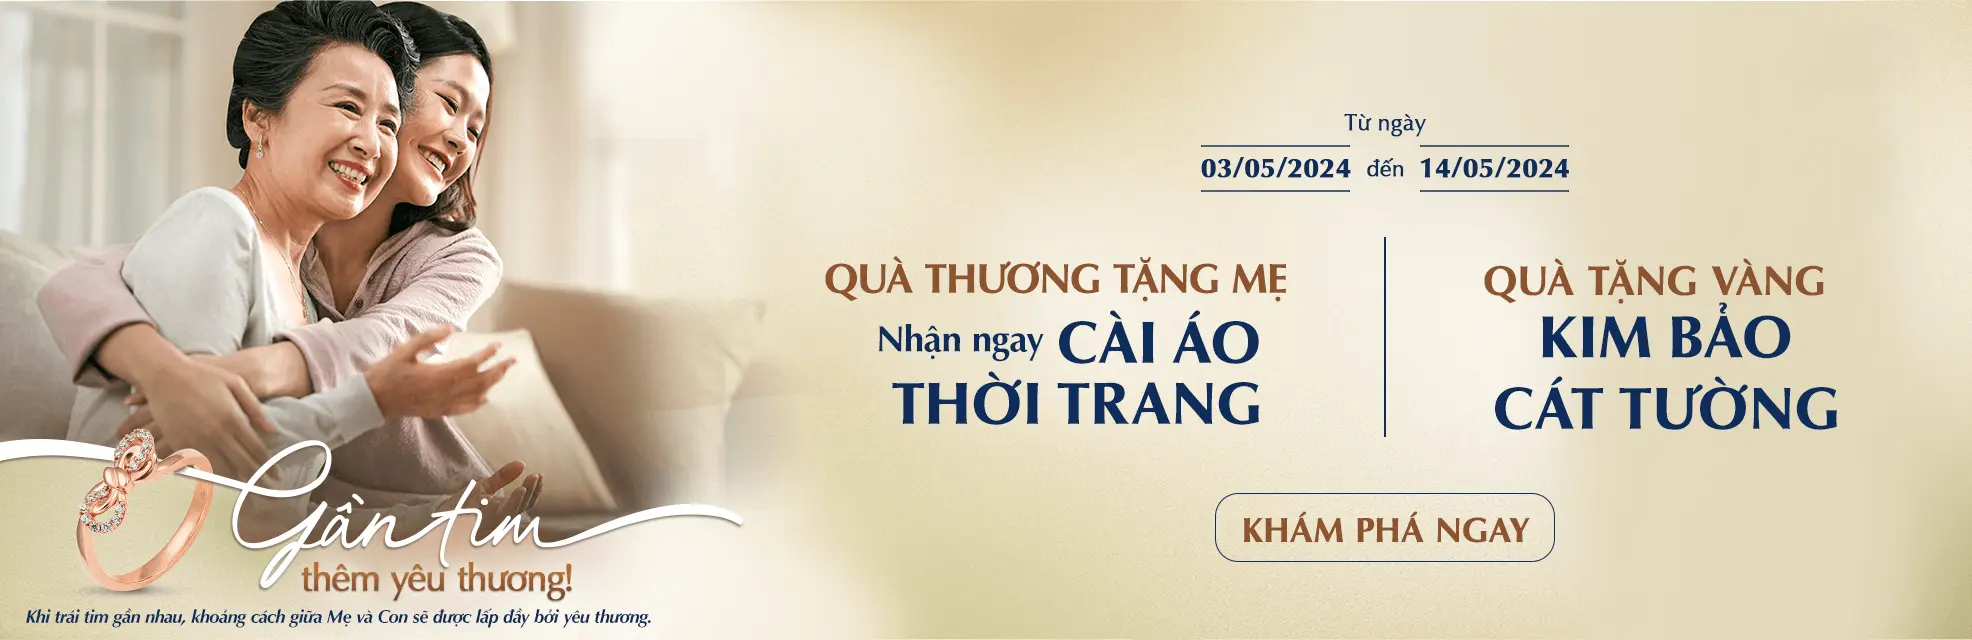 Gần tim
thêm yêu thương!
Khi trái tim gần nhau, khoảng cách giữa Mẹ và Con sẽ được lấp đầy bởi yêu thương.
Từ ngày
03/05/2024 đến 14/05/2024
QUÀ THƯƠNG TẶNG MẸ
Nhận ngay CÀI ÁO
THỜI TRANG
QUÀ TẶNG VÀNG
KIM BẢO
CÁT TƯỜNG
KHÁM PHÁ NGAY